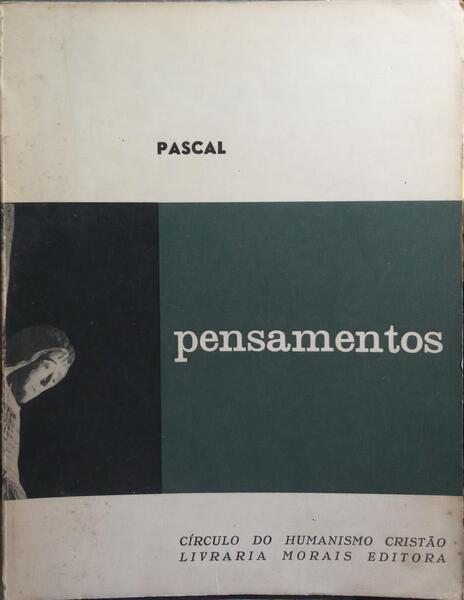 PASCAL
pensamentos
CÍRCULO DO HUMANISMO CRISTÃO
LIVRARIA MORAIS EDITORA